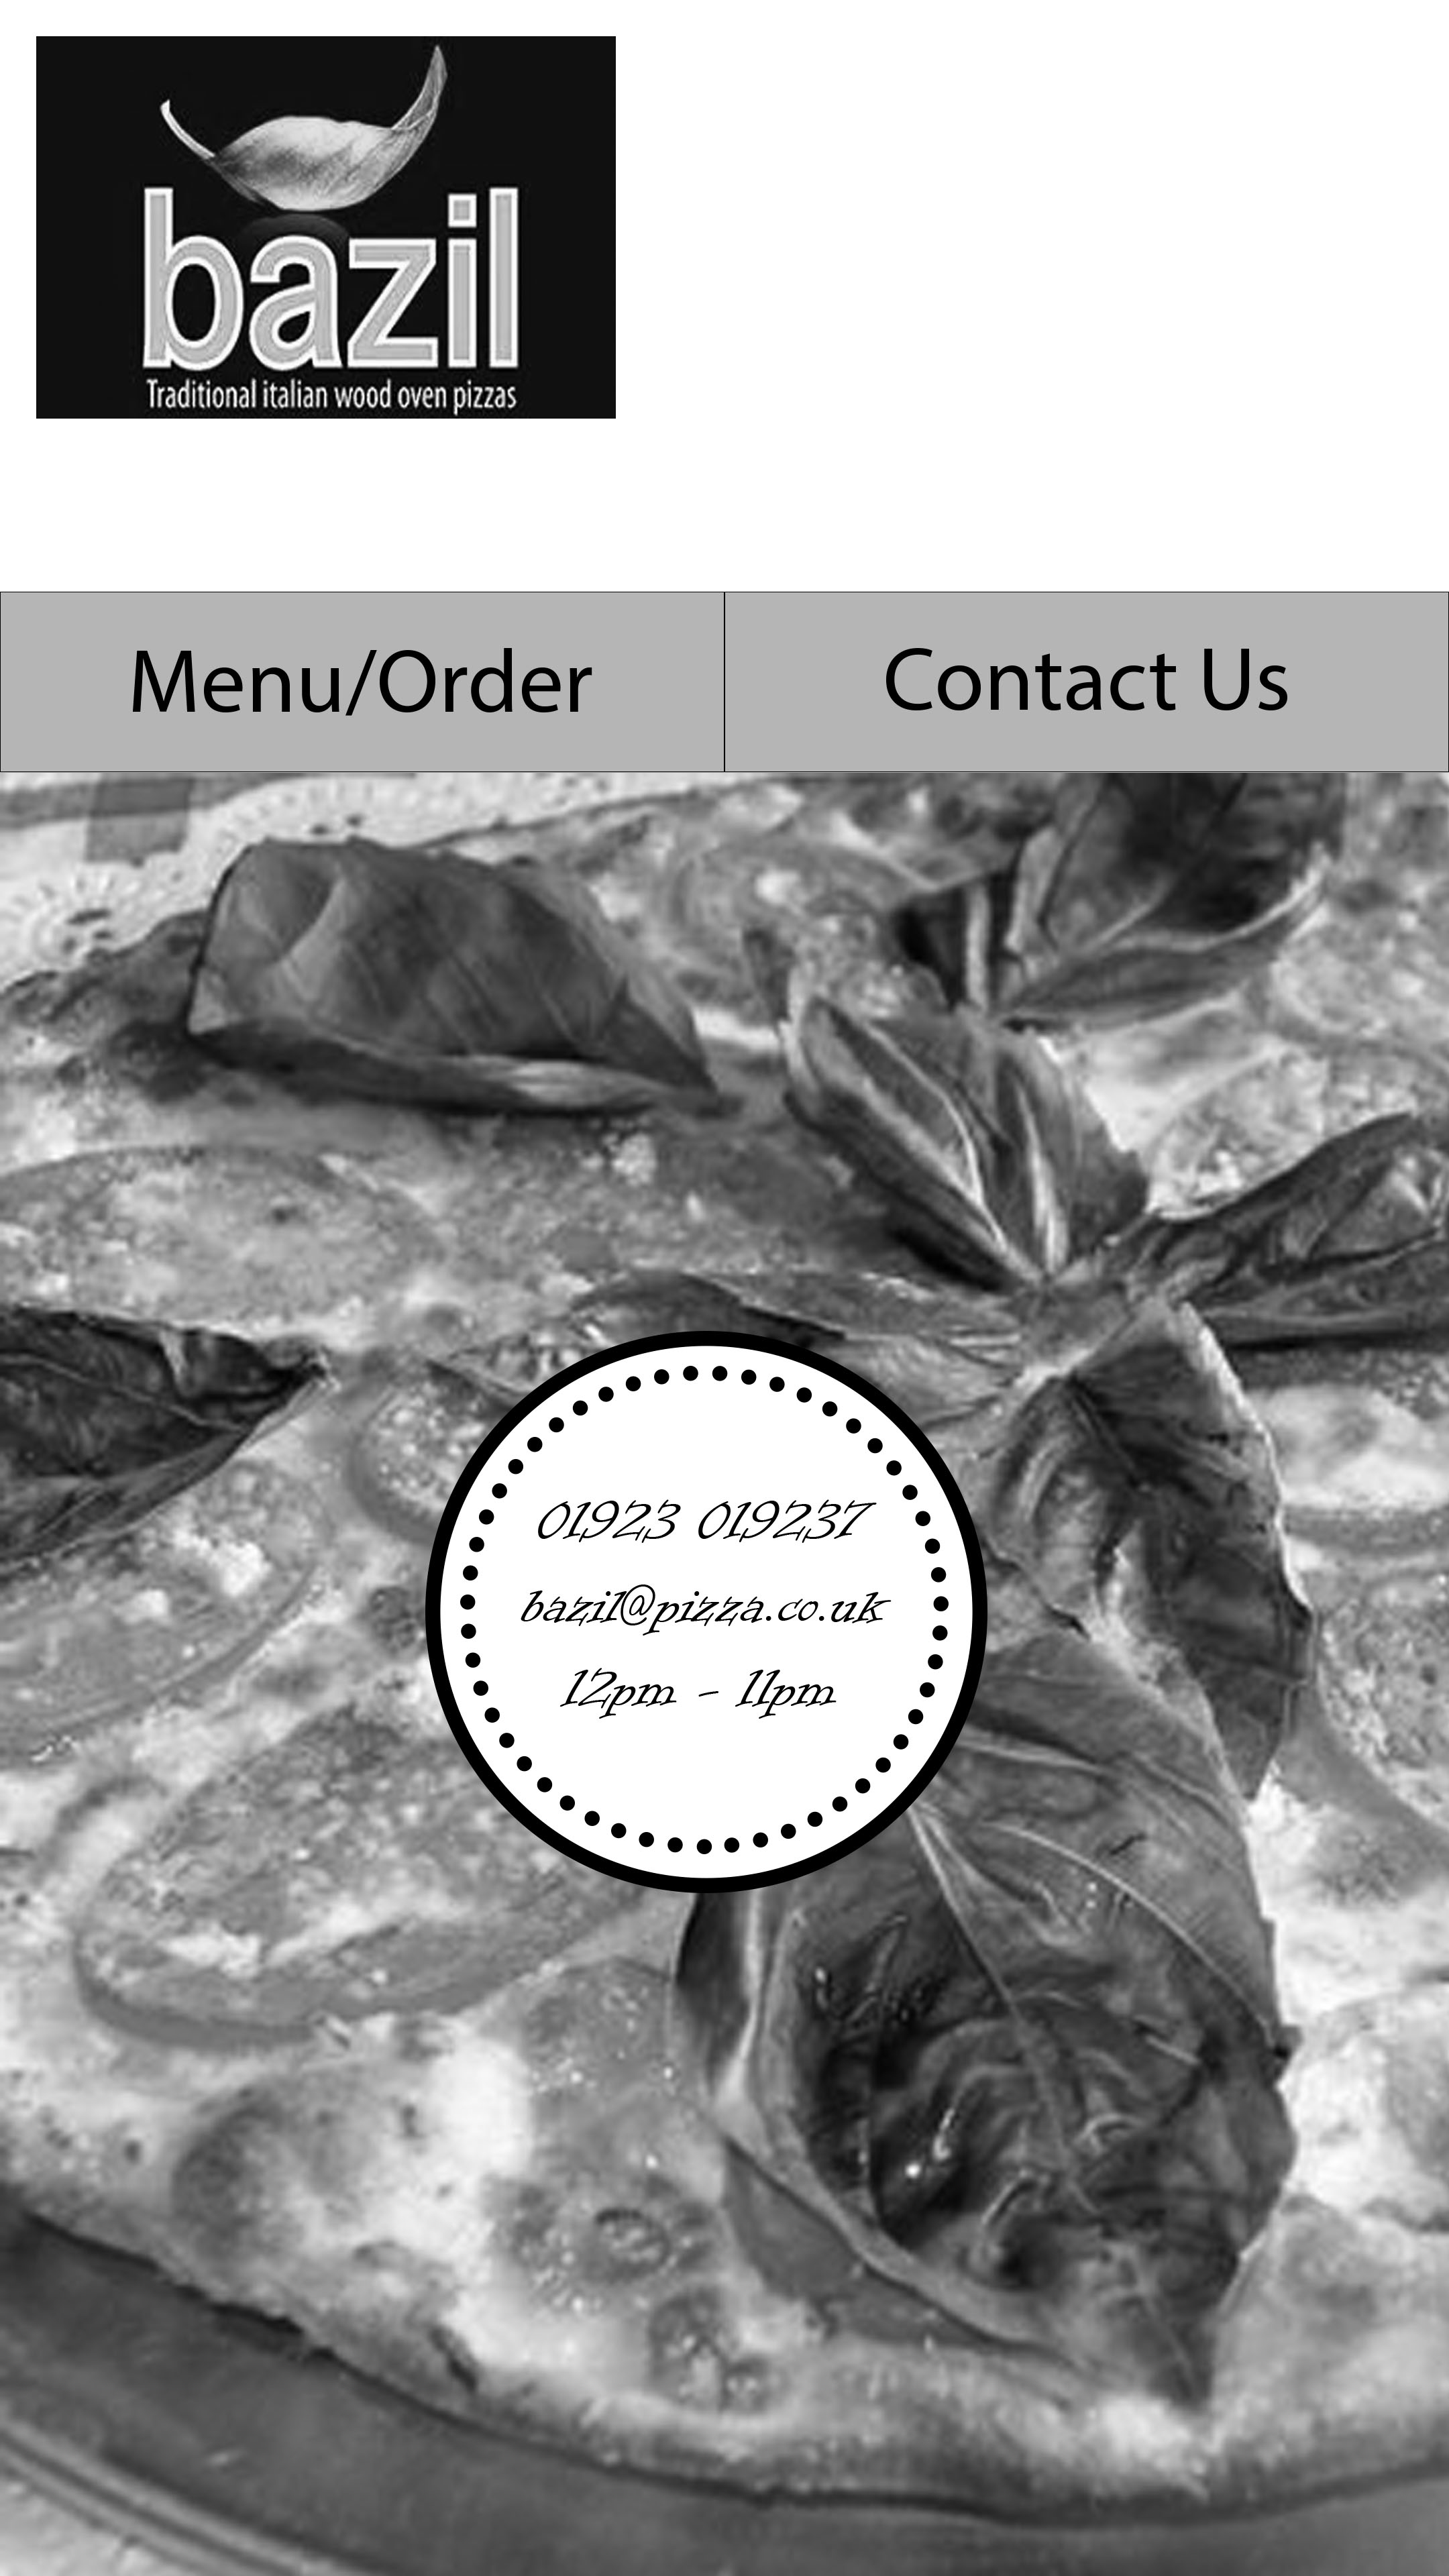 bazil
Traditional italian wood oven pizzas
Menu/Order
Contact Us
01923 019237
bazil@pizza.co.uk
12pm - 11pm